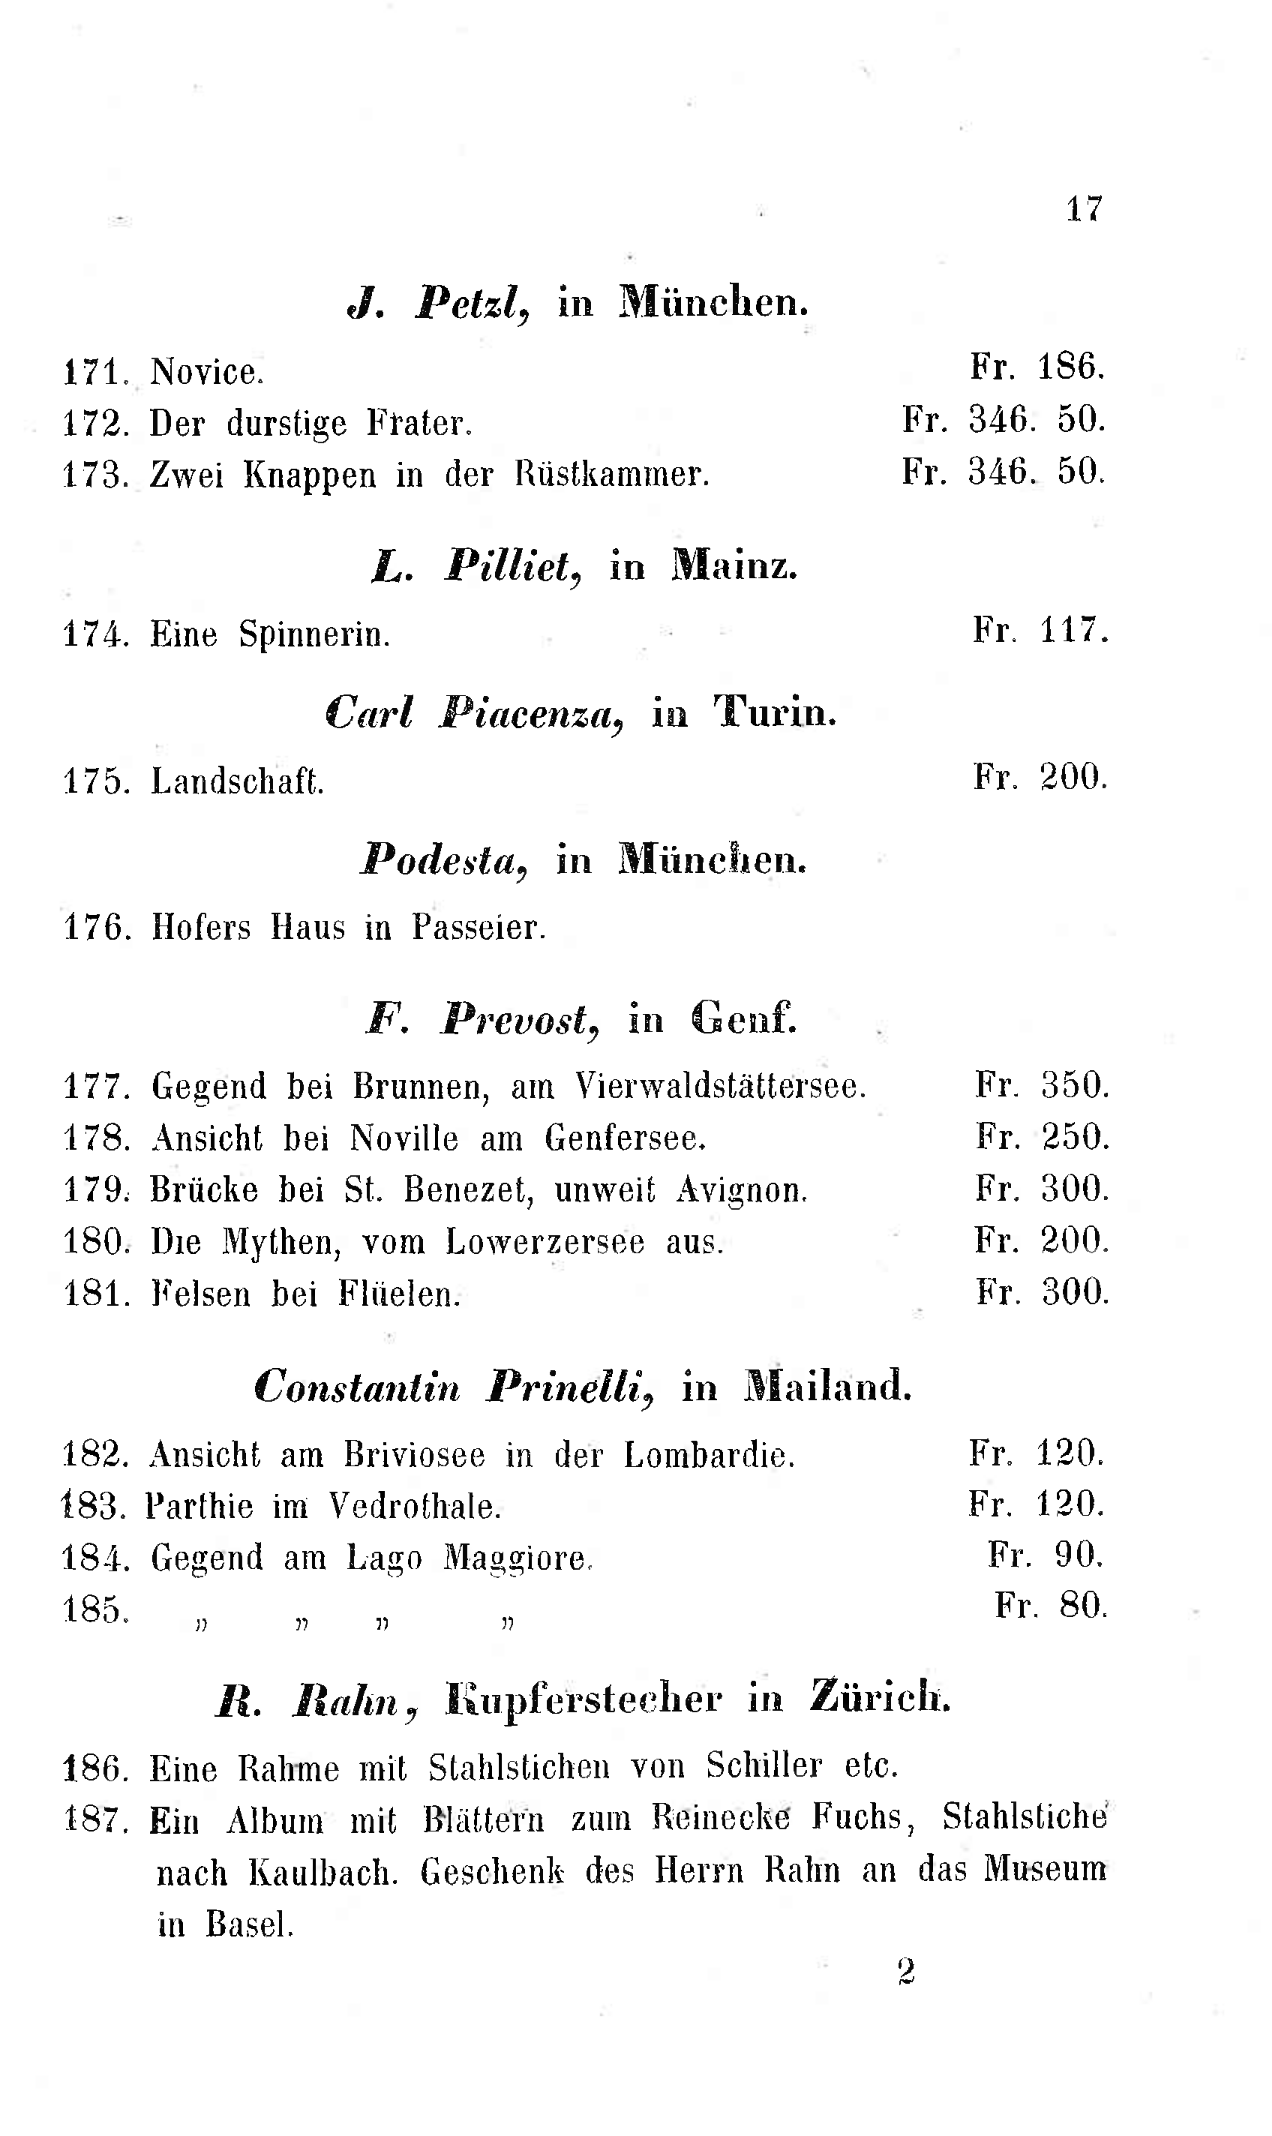 17
J. Petzl, in München.
171. Novice. Fr. 186.
172. Der durstige Frater. Fr. 346. 50.
173. Zwei Knappen in der Rüstkammer. Fr. 346. 50.
L. Pilliet, in Mainz.
174. Eine Spinnerin. Fr. 117.
Carl Piacenza, in Turin.
175. Landschaft. Fr. 200.
Podesta, in München.
176. Hofers Haus in Passeier.
F. Prevost, in Genf.
177. Gegend bei Brunnen, am Vierwaldstättersee. Fr. 350.
178. Ansicht bei Noville am Genfersee. Fr. 250.
179. Brücke bei St. Benezet, unweit Avignon. Fr. 300.
180. Die Mythen, vom Lowerzersee aus. Fr. 200.
181. Felsen bei Flüelen. Fr. 300.
Constantin Prinelli, in Mailand.
182. Ansicht am Briviosee in der Lombardie. Fr. 120.
183. Parthie im Vedrothale. Fr. 120.
184. Gegend am Lago Maggiore. Fr. 90.
185. „ „ „ „ Fr. 80.
R. Rahn, Kupferstecher in Zürich.
186. Eine Rahme mit Stahlstichen von Schiller etc.
187. Ein Album mit Blättern zum Reinecke Fuchs, Stahlstiche
nach Kaulbach. Geschenk des Herrn Rahn an das Museum
in Basel.
2